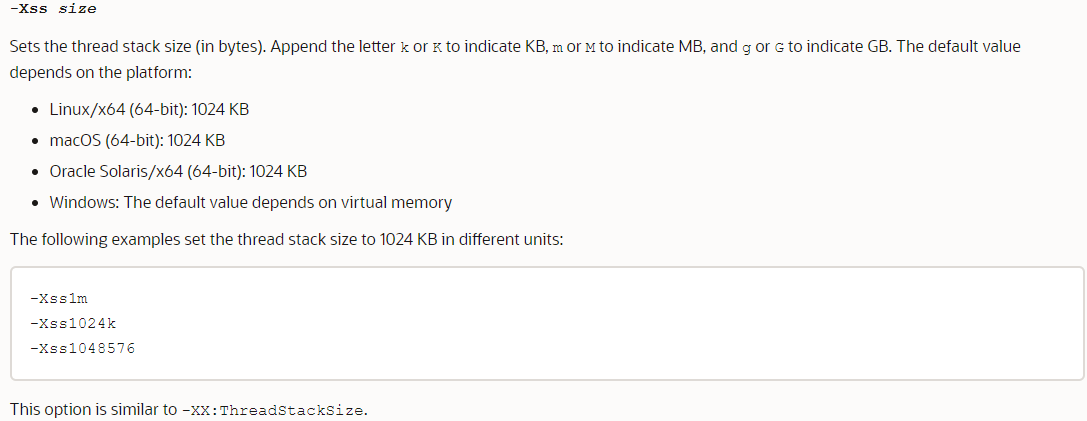 -Xss size
Sets the thread stack size (in bytes). Append the letter k or K to indicate KB, m or M to indicate MB, and g or G to indicate GB. The default value
depends on the platform:
• Linux/x64 (64-bit): 1024 KB
• macOS (64-bit): 1024 KB
• Oracle Solaris/x64 (64-bit): 1024 KB
• Windows: The default value depends on virtual memory
The following examples set the thread stack size to 1024 KB in different units:
-Xss1m
-Xss1024k
-Xss1048576
This option is similar to -XX:ThreadStackSize.